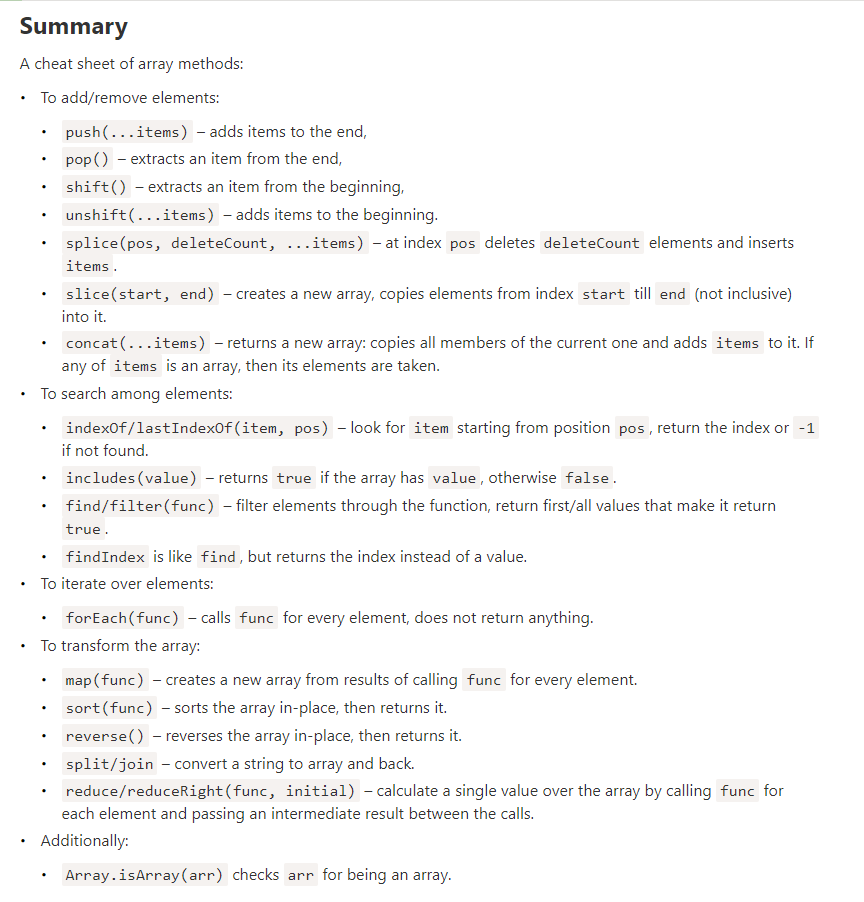 Summary
A cheat sheet of array methods:
• To add/remove elements:
• push(...items) – adds items to the end,
• pop() – extracts an item from the end,
• shift() – extracts an item from the beginning,
• unshift(...items) – adds items to the beginning.
• splice(pos, deleteCount, ...items) – at index pos deletes deleteCount elements and inserts
items.
• slice(start, end) – creates a new array, copies elements from index start till end (not inclusive)
into it.
• concat(...items) – returns a new array: copies all members of the current one and adds items to it. If
any of items is an array, then its elements are taken.
• To search among elements:
• indexOf/lastIndexOf(item, pos) – look for item starting from position pos, return the index or -1
if not found.
• includes(value) – returns true if the array has value, otherwise false.
• find/filter(func) – filter elements through the function, return first/all values that make it return
true.
• findIndex is like find, but returns the index instead of a value.
• To iterate over elements:
• forEach(func) – calls func for every element, does not return anything.
• To transform the array:
• map(func) – creates a new array from results of calling func for every element.
• sort(func) – sorts the array in-place, then returns it.
• reverse() – reverses the array in-place, then returns it.
• split/join – convert a string to array and back.
• reduce/reduceRight(func, initial) – calculate a single value over the array by calling func for
each element and passing an intermediate result between the calls.
• Additionally:
• Array.isArray(arr) checks arr for being an array.